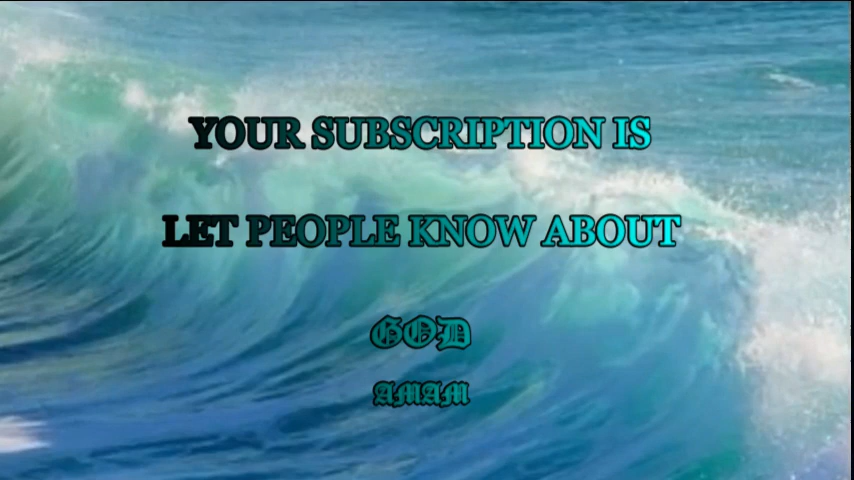 YOUR SUBSCRIPTION IS
LET PEOPLE KNOW ABOUT
GOD
AMAM